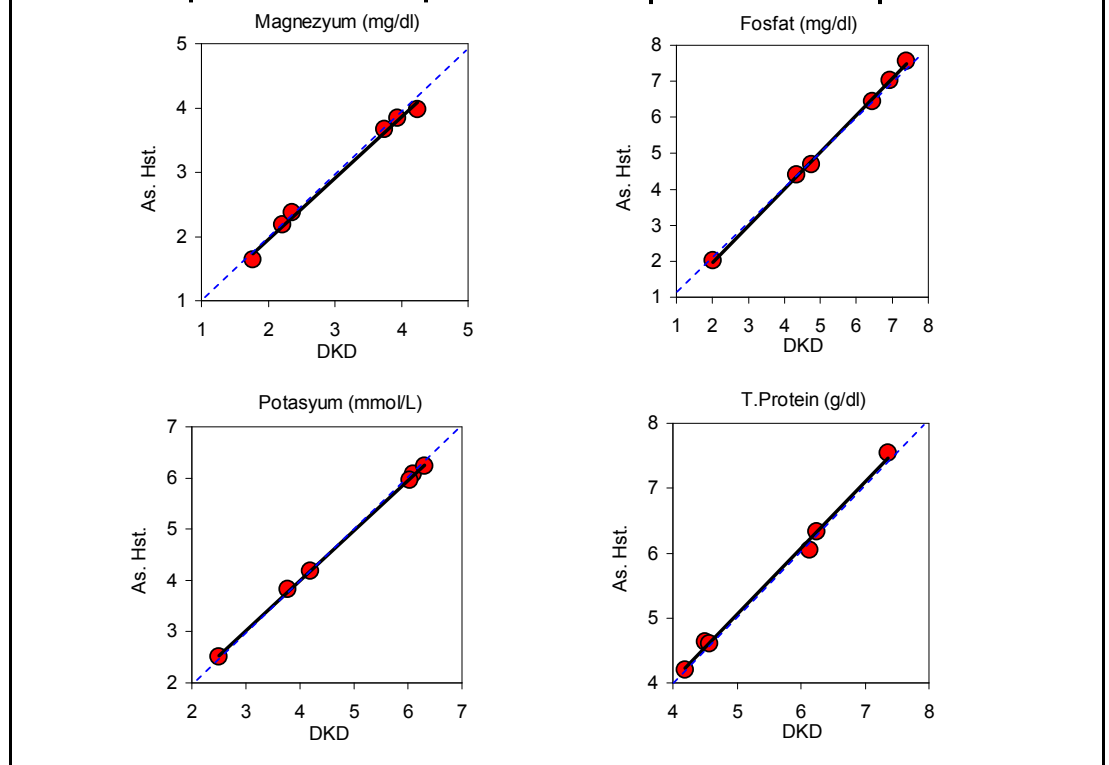 Magnezyum (mg/dl)
5
4
3
2
1
As. Hst.
1 2 3 4 5
DKD
Fosfat (mg/dl)
8
7
6
5
4
3
2
1
As. Hst.
1 2 3 4 5 6 7 8
DKD
Potasyum (mmol/L)
7
6
5
4
3
2
As. Hst.
2 3 4 5 6 7
DKD
T.Protein (g/dl)
8
7
6
5
4
As. Hst.
4 5 6 7 8
DKD